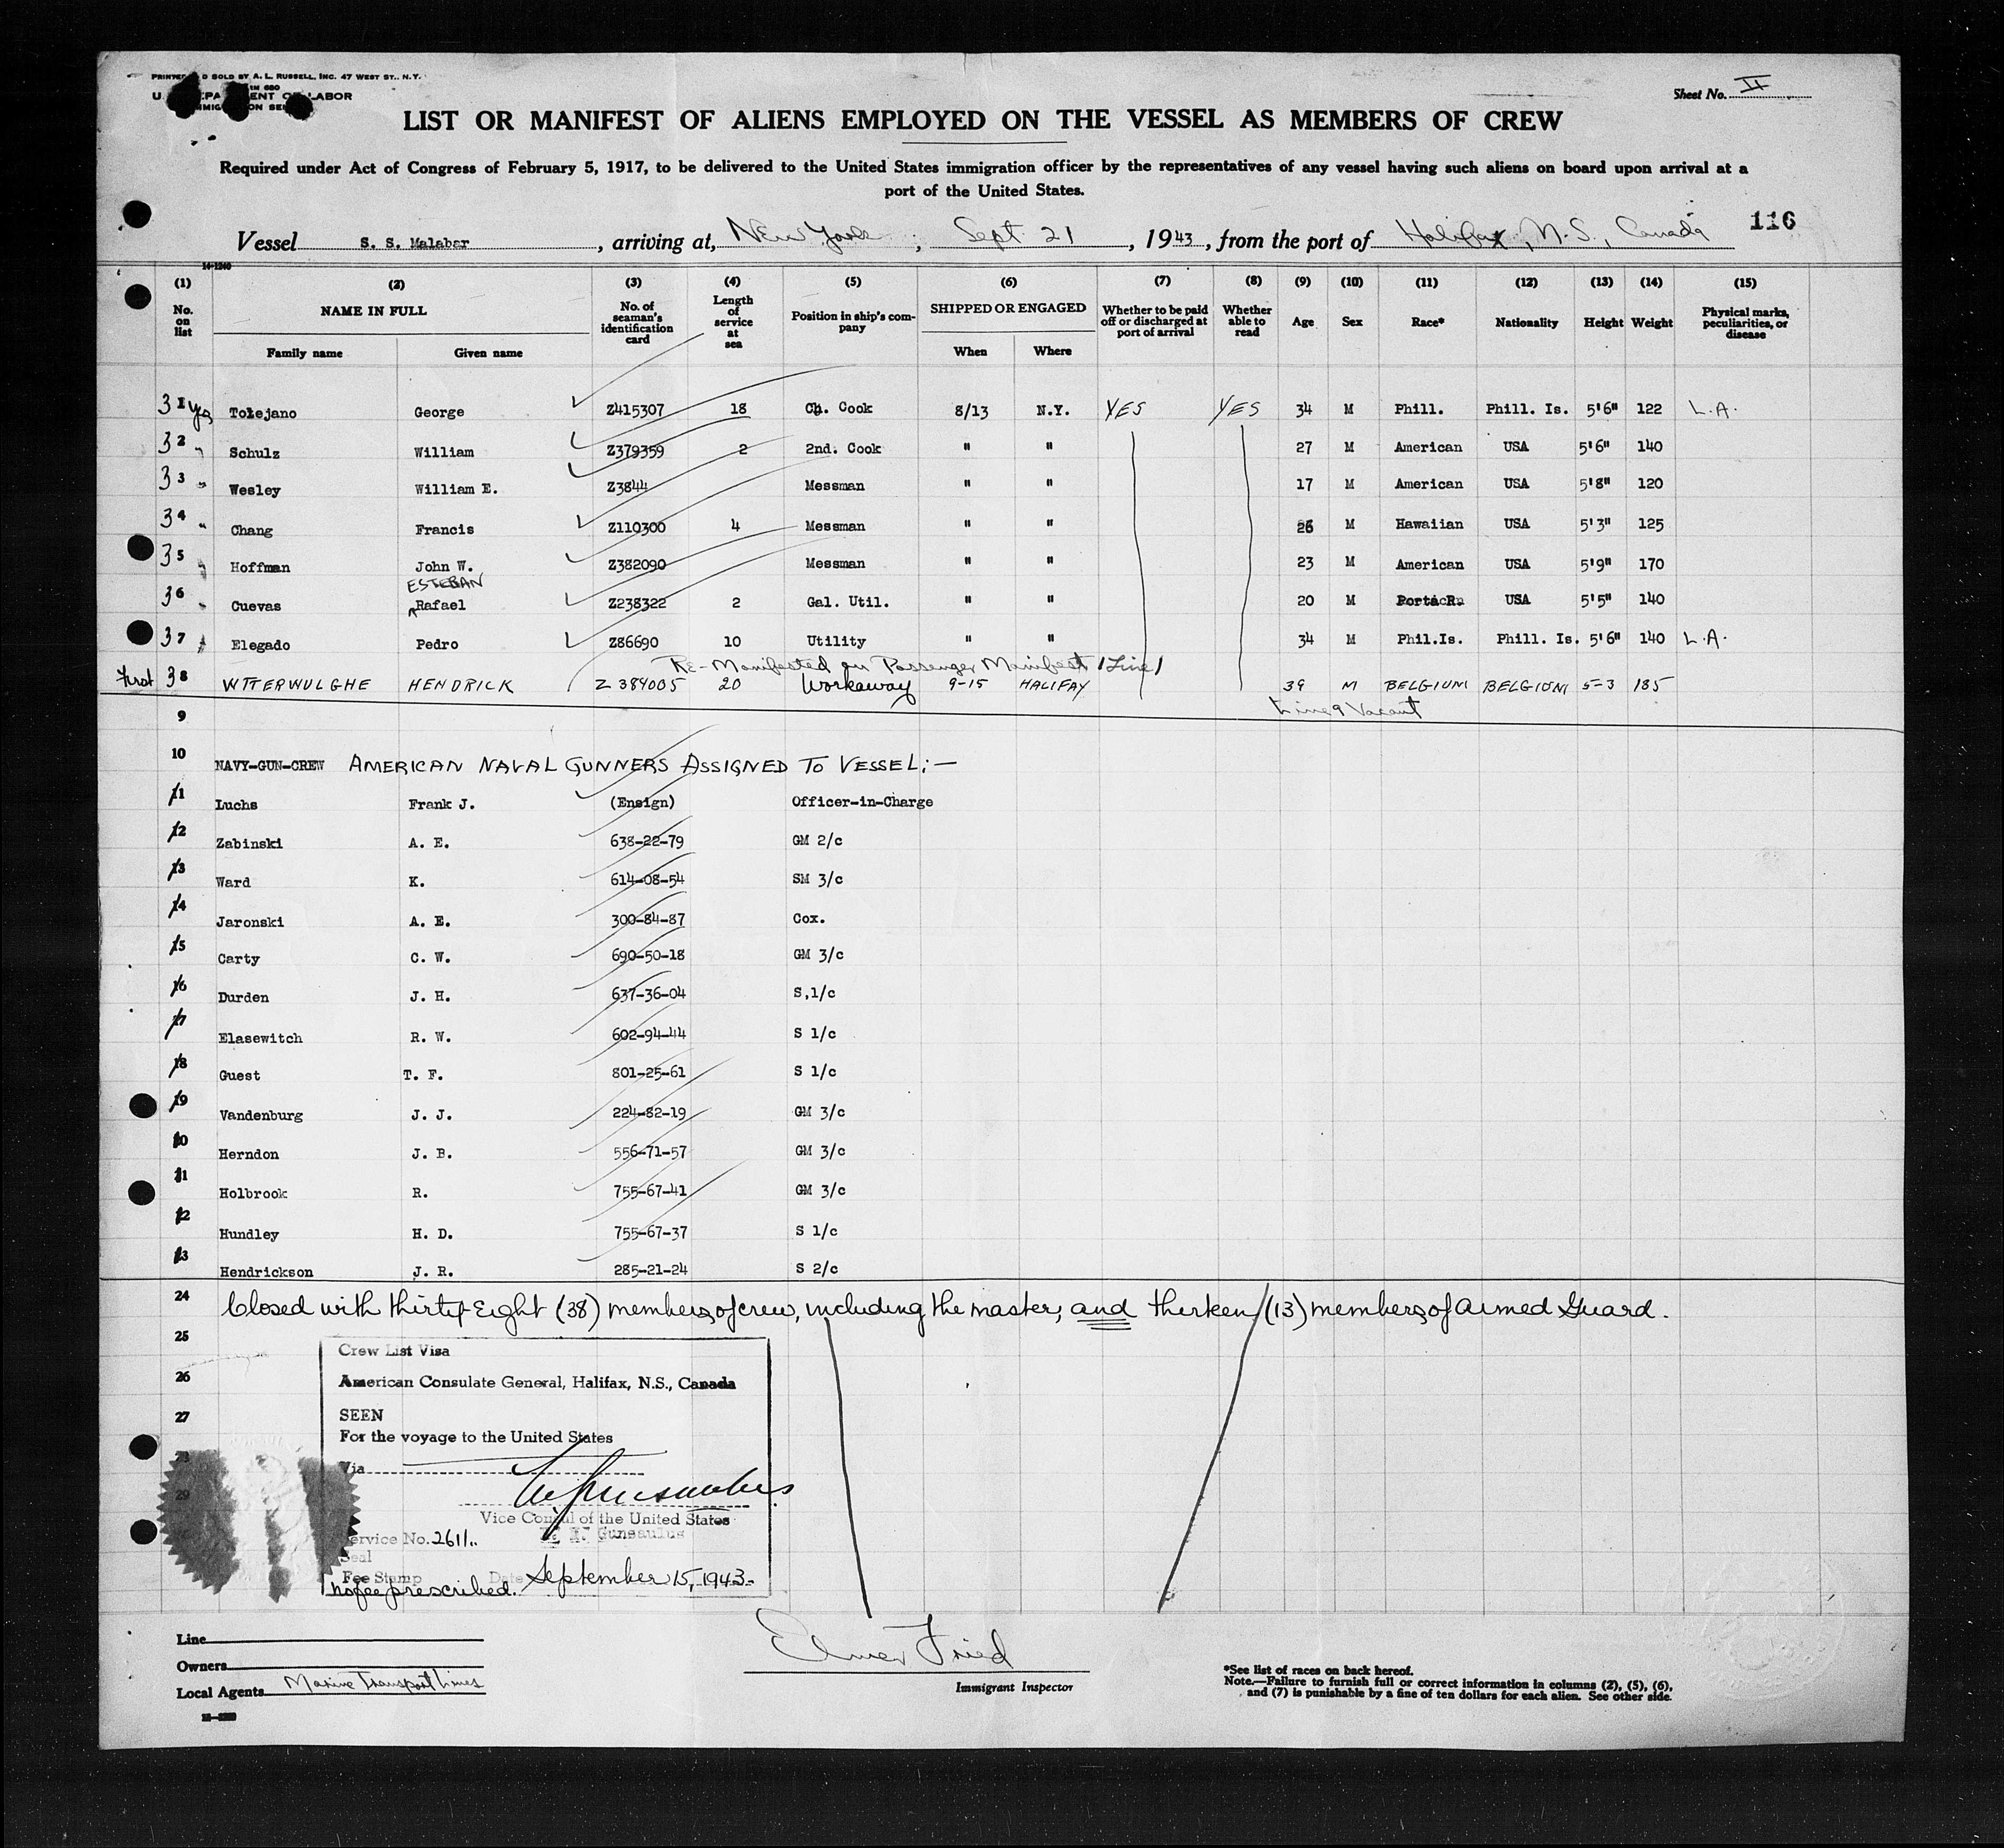 PRINTED SOLD BY A. L. RUSSELL, INC. 47 WEST ST., N.Y.
Sheet No. II
LIST OR MANIFEST OF ALIENS EMPLOYED ON THE VESSEL AS MEMBERS OF CREW
Required under Act of Congress of February 5, 1917, to be delivered to the United States immigration officer by the representatives of any vessel having such aliens on board upon arrival at a
port of the United States.
116
Vessel S. S. Malabar, arriving at, New York, Sept 21, 1943, from the port of Halifax, N.S., Canada
14-1240
(1) (2) (3) (4) (5) (6) (7) (8) (9) (10) (11) (12) (13) (14) (15)
No. on list NAME IN FULL No. of seaman's identification card Length of service at sea Position in ship's company SHIPPED OR ENGAGED Whether to be paid off or discharged at port of arrival Whether able to read Age Sex Race* Nationality Height Weight Physical marks, peculiarities, or disease
Family name Given name When Where
31 yes Tolejano George Z415307 18 Ch. Cook 8/13 N.Y. YES YES 34 M Phill. Phill. Is. 5'6" 122 L.A.
32 " Schulz William Z379359 2 2nd. Cook " " 27 M American USA 5'6" 140
33 " Wesley William E. Z3844 Messman " " 17 M American USA 5'8" 120
34 " Chang Francis Z110300 4 Messman " " 26 M Hawaiian USA 5'3" 125
35 " Hoffman John W. Z382090 Messman " " 23 M American USA 5'9" 170
ESTEBAN
36 " Cuevas Rafael Z238322 2 Gal. Util. " " 20 M USA 5'5" 140
37 " Elegado Pedro Z86690 10 Utility " " 34 M Phil.Is. Phill. Is. 5'6" 140 L.A.
Re-Manifested on Passenger Manifest 1 Line 1
First 38 WTTERWULGHE HENDRICK Z 384005 20 Workaway 9-15 HALIFAX 39 M BELGIUM BELGIUM 5-3 185
Line 9 Vacant
9
10 NAVY-GUN-CREW AMERICAN NAVAL GUNNERS ASSIGNED TO VESSEL:—
11 Luchs Frank J. (Ensign) Officer-in-Charge
12 Zabinski A. E. 638-22-79 GM 2/c
13 Ward K. 614-08-54 SM 3/c
14 Jaronski A. E. 300-84-87 Cox.
15 Carty C. W. 690-50-18 GM 3/c
16 Durden J. H. 637-36-04 S,1/c
17 Elasewitch R. W. 602-94-44 S 1/c
18 Guest T. F. 801-25-61 S 1/c
19 Vandenburg J. J. 224-82-19 GM 3/c
10 Herndon J. B. 556-71-57 GM 3/c
11 Holbrook R. 755-67-41 GM 3/c
12 Hundley H. D. 755-67-37 S 1/c
13 Hendrickson J. R. 285-21-24 S 2/c
24 Closed with thirty-Eight (38) members of crew, including the master, and thirteen (13) members of Armed Guard.
25
Crew List Visa
26
American Consulate General, Halifax, N.S., Canada
27
SEEN
For the voyage to the United States
Via
29
Vice Consul of the United States
Gunsaulus
Service No. 2611
Seal
Fee Stamp Date September 15, 1943
No fee prescribed.
Line
Owners
Local Agents Marine Transport Lines
Elmer Fried
Immigrant Inspector
*See list of races on back hereof.
Note.—Failure to furnish full or correct information in columns (2), (5), (6),
and (7) is punishable by a fine of ten dollars for each alien. See other side.